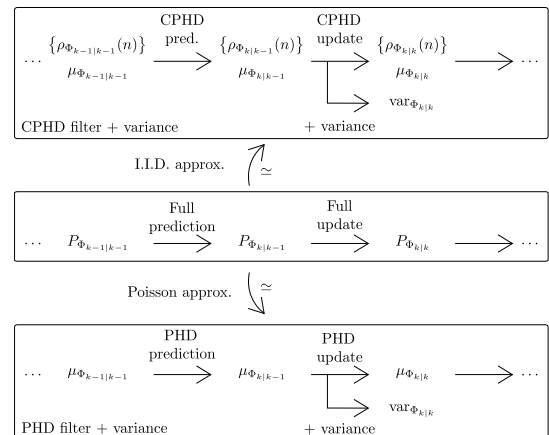 CPHD CPHD
pred. update
… {ρ_{Φ_{k−1|k−1}}(n)} {ρ_{Φ_{k|k−1}}(n)} {ρ_{Φ_{k|k}}(n)} …
μ_{Φ_{k−1|k−1}} μ_{Φ_{k|k−1}} μ_{Φ_{k|k}}
var_{Φ_{k|k}}
CPHD filter + variance + variance
I.I.D. approx. ≃
Full Full
prediction update
… P_{Φ_{k−1|k−1}} P_{Φ_{k|k−1}} P_{Φ_{k|k}} …
Poisson approx. ≃
PHD PHD
prediction update
… μ_{Φ_{k−1|k−1}} μ_{Φ_{k|k−1}} μ_{Φ_{k|k}} …
var_{Φ_{k|k}}
PHD filter + variance + variance